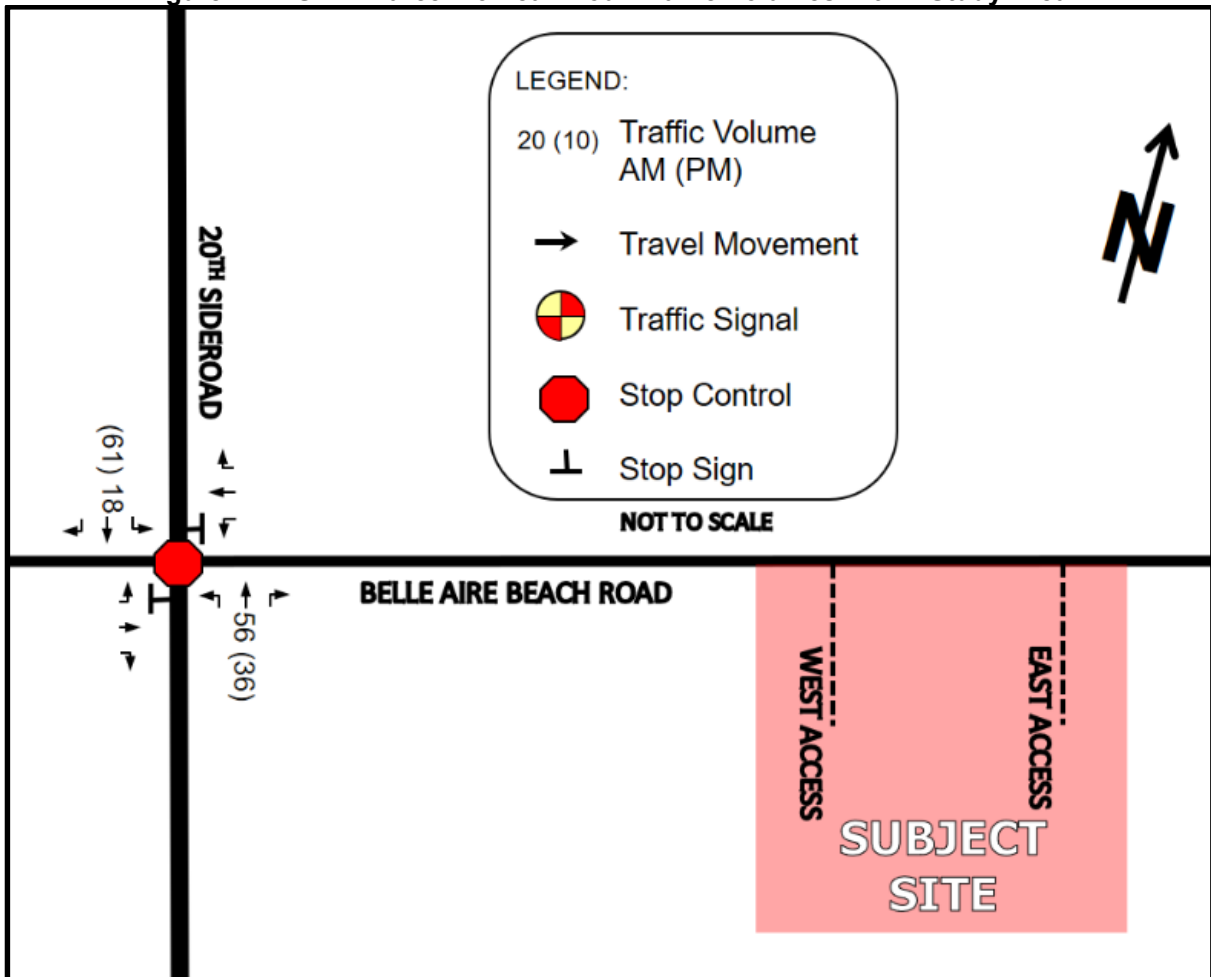 LEGEND:
20 (10) Traffic Volume
AM (PM)
Travel Movement
Traffic Signal
Stop Control
Stop Sign
NOT TO SCALE
N
20TH SIDEROAD
(61) 18
56 (36)
BELLE AIRE BEACH ROAD
WEST ACCESS
EAST ACCESS
SUBJECT
SITE